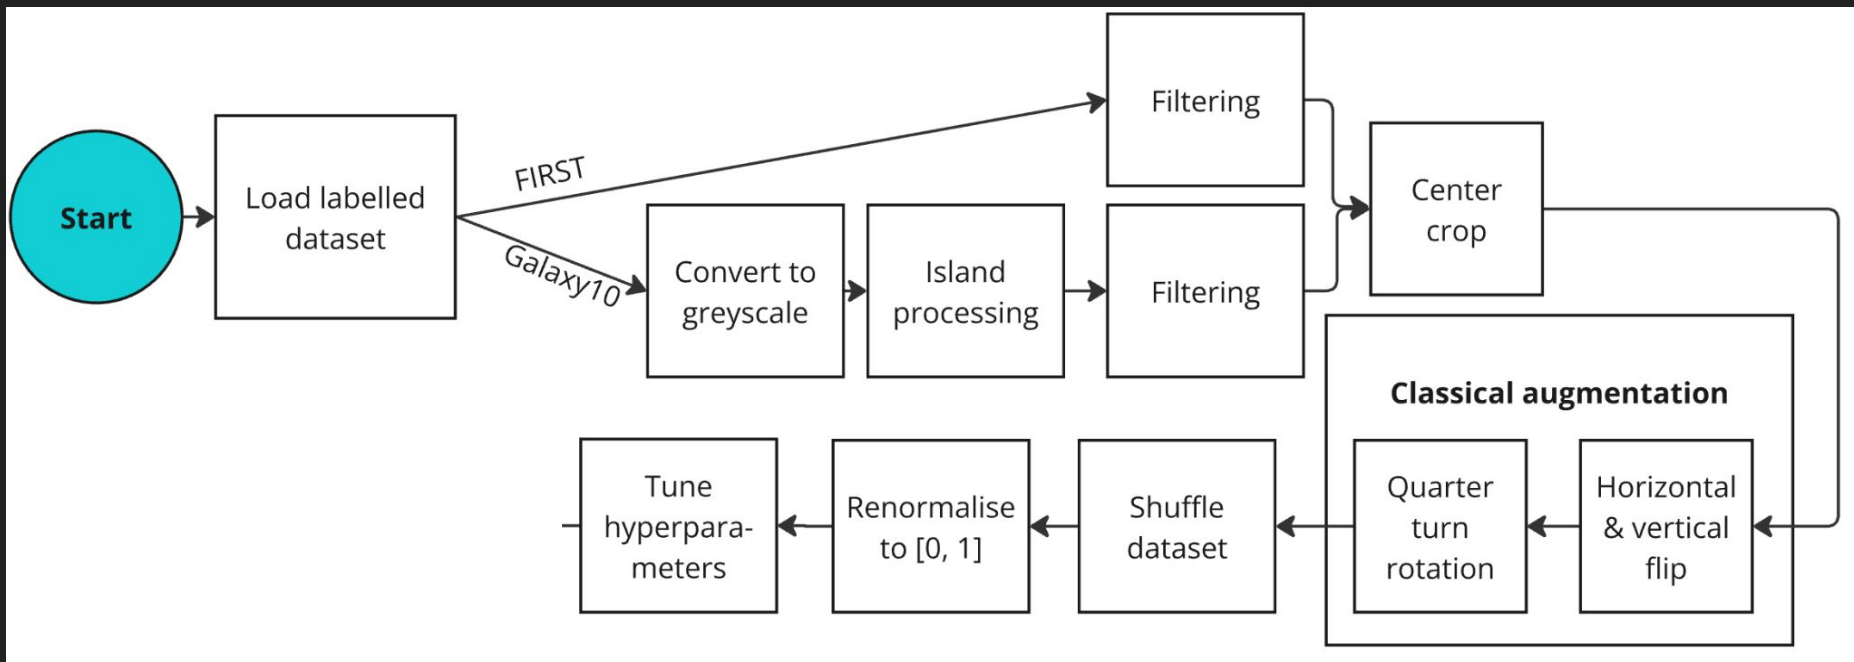 Start
Load labelled
dataset
FIRST
Galaxy10
Filtering
Convert to
greyscale
Island
processing
Filtering
Center
crop
Classical augmentation
Horizontal
& vertical
flip
Quarter
turn
rotation
Shuffle
dataset
Renormalise
to [0, 1]
Tune
hyperpara-
meters